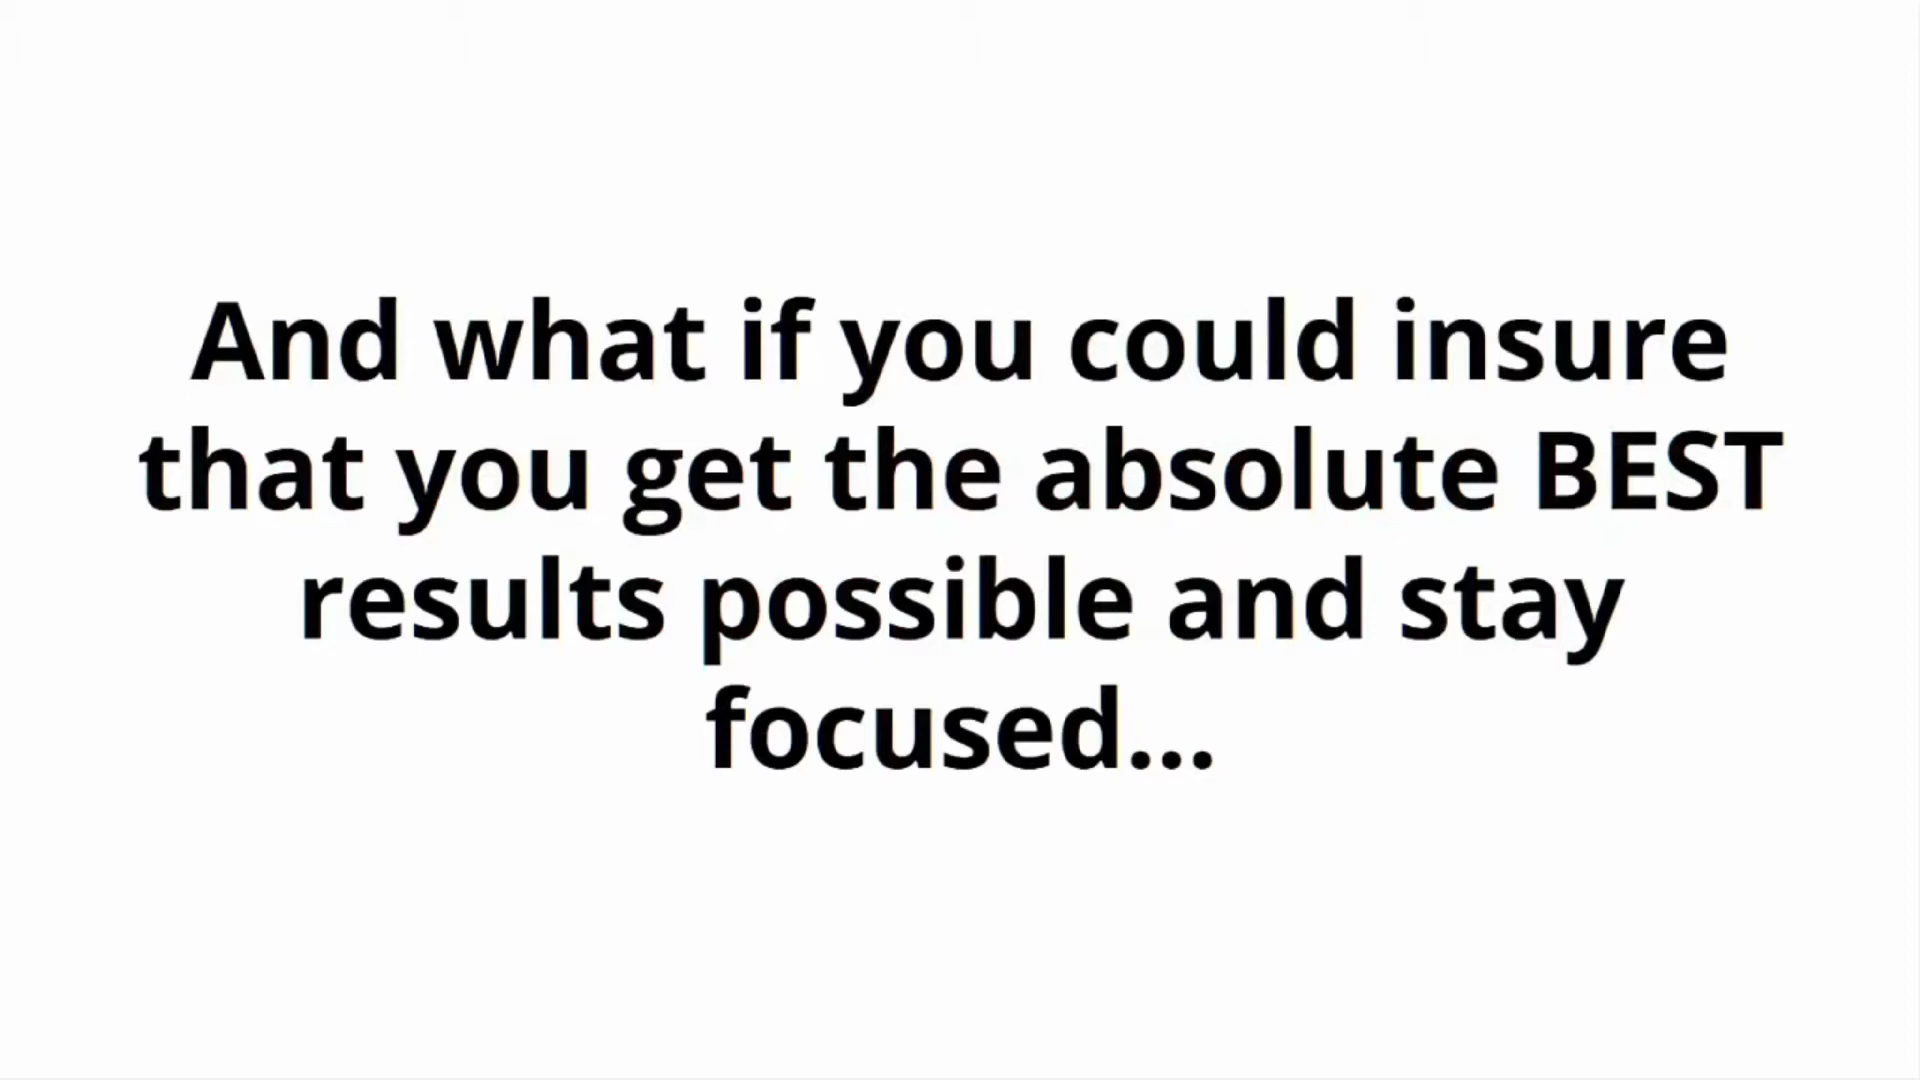 And what if you could insure
that you get the absolute BEST
results possible and stay
focused...